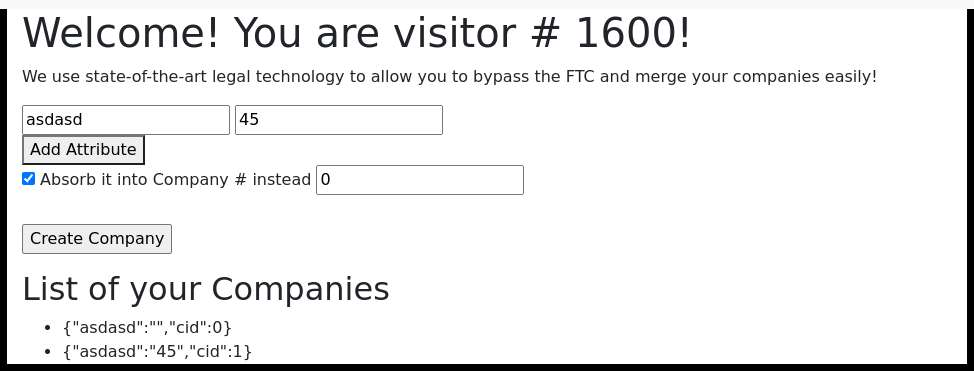 Welcome! You are visitor # 1600!
We use state-of-the-art legal technology to allow you to bypass the FTC and merge your companies easily!
asdasd 45
Add Attribute
Absorb it into Company # instead 0
Create Company
List of your Companies
• {"asdasd":"","cid":0}
• {"asdasd":"45","cid":1}